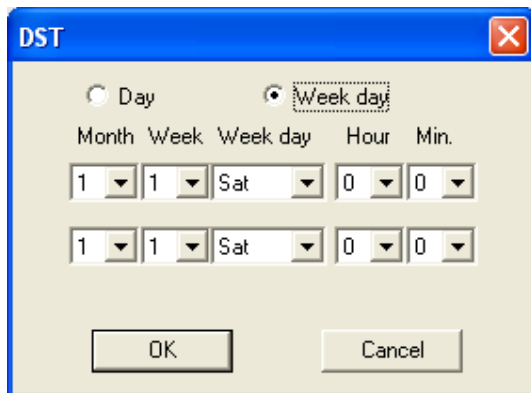 DST
Day Week day
Month Week Week day Hour Min.
1 1 Sat 0 0
1 1 Sat 0 0
OK Cancel